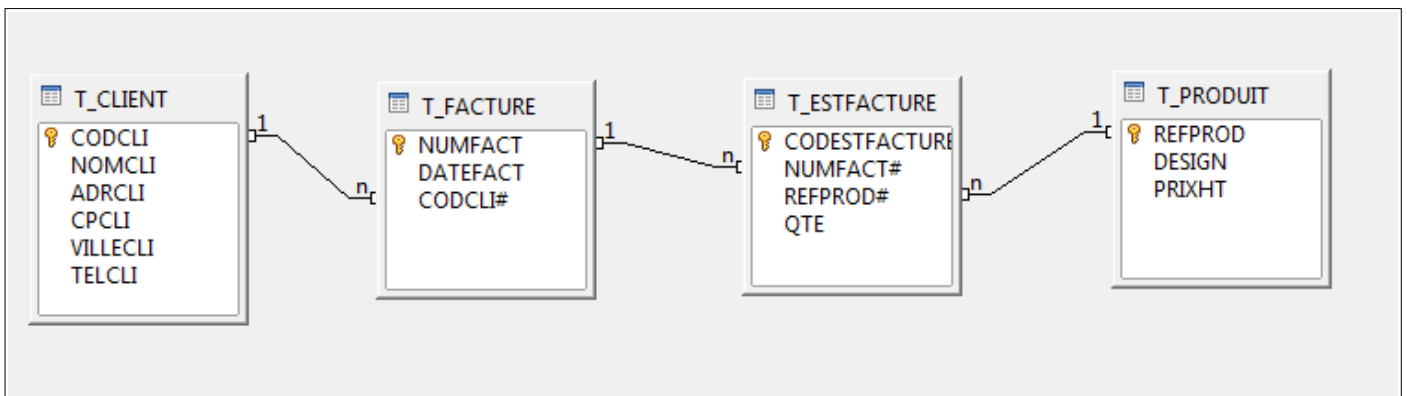 T_CLIENT
CODCLI
NOMCLI
ADRCLI
CPCLI
VILLECLI
TELCLI
1
n
T_FACTURE
NUMFACT
DATEFACT
CODCLI#
1
n
T_ESTFACTURE
CODESTFACTURE
NUMFACT#
REFPROD#
QTE
n
1
T_PRODUIT
REFPROD
DESIGN
PRIXHT